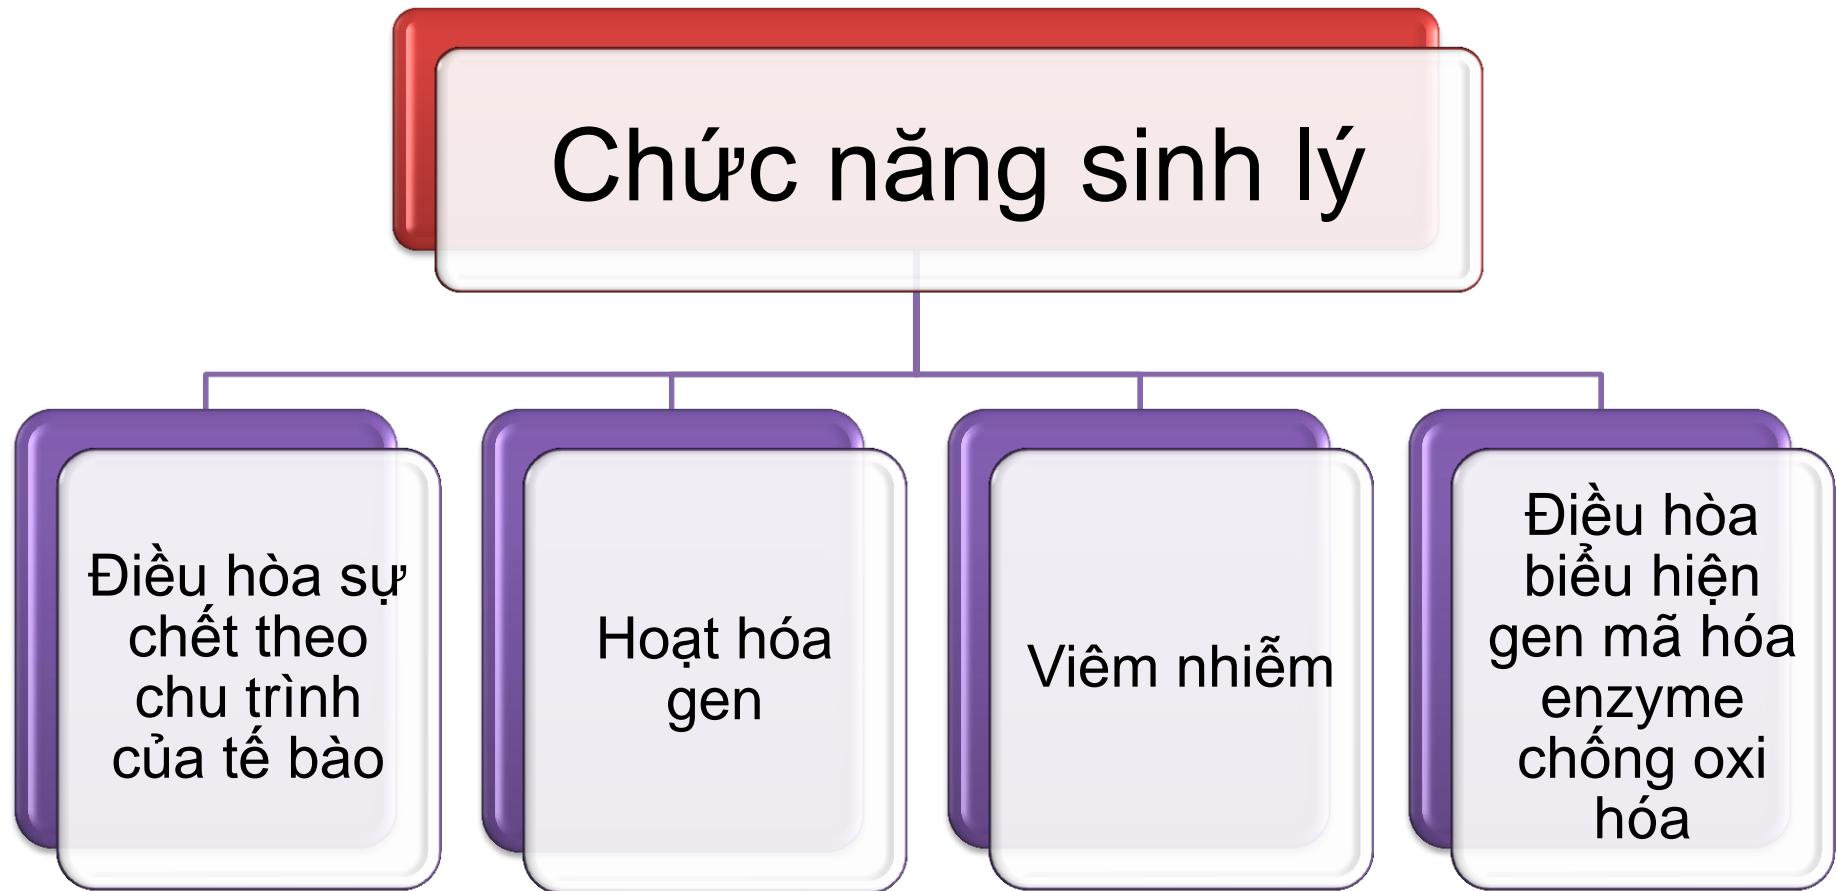 Chức năng sinh lý
Điều hòa sự
chết theo
chu trình
của tế bào
Hoạt hóa
gen
Viêm nhiễm
Điều hòa
biểu hiện
gen mã hóa
enzyme
chống oxi
hóa